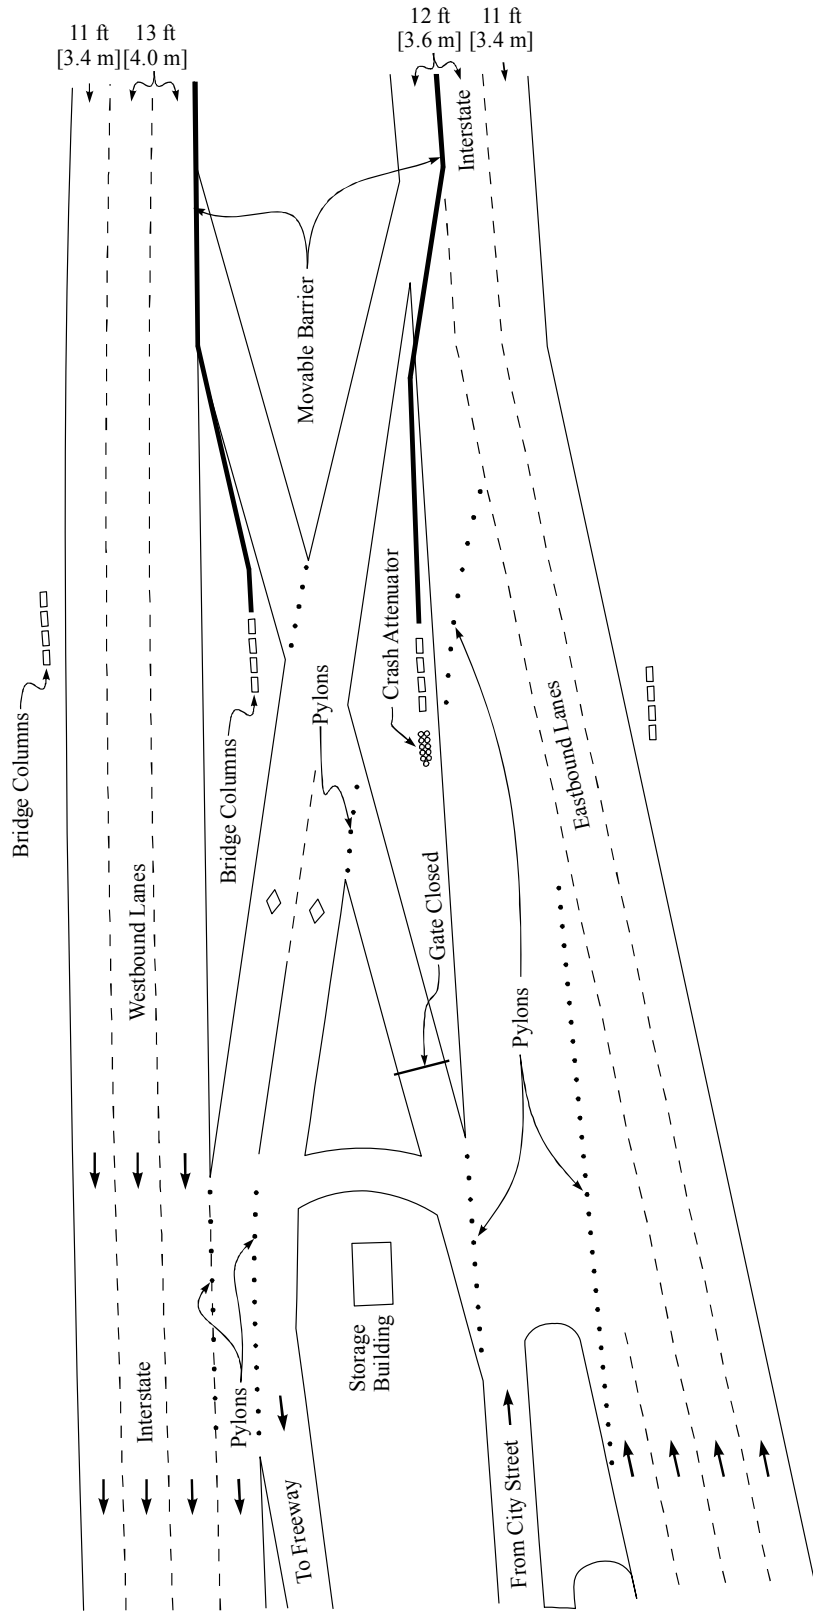 11 ft
[3.4 m]
13 ft
[4.0 m]
12 ft
[3.6 m]
11 ft
[3.4 m]
Interstate
Movable Barrier
Bridge Columns
Bridge Columns
Pylons
Crash Attenuator
Eastbound Lanes
Westbound Lanes
Gate Closed
Pylons
Storage
Building
Interstate
Pylons
To Freeway
From City Street